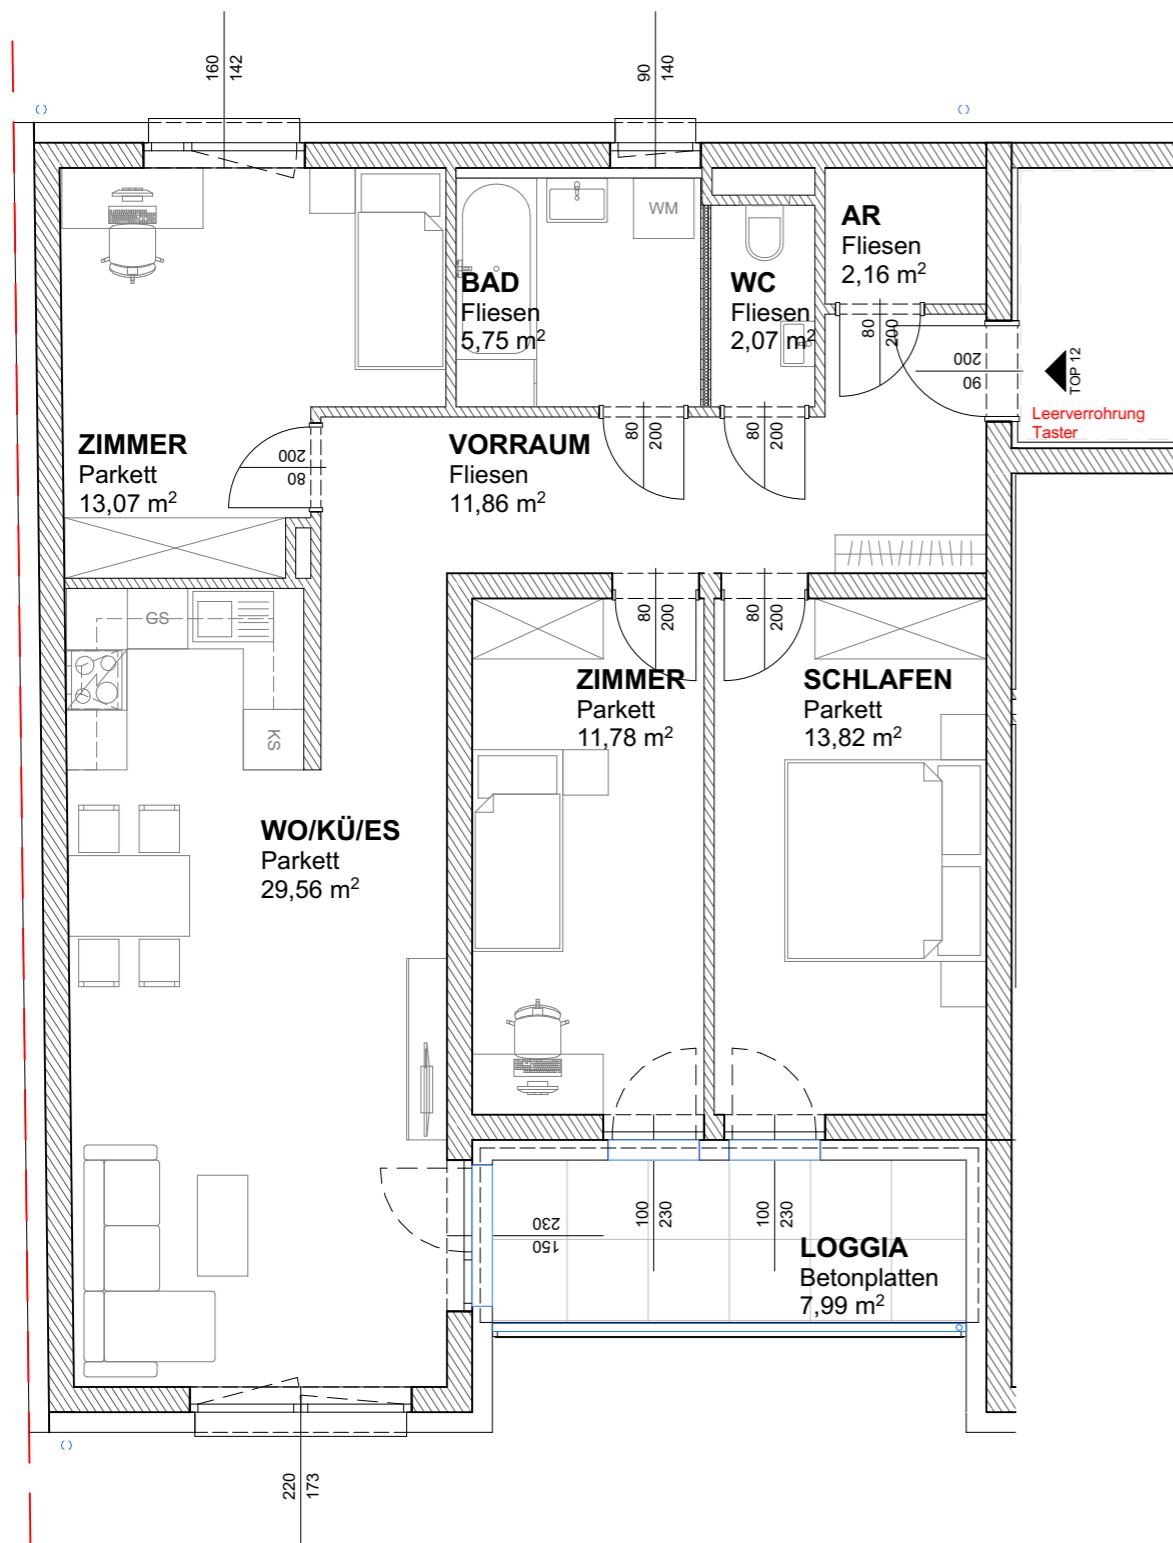 160
142
90
140
WM
AR
Fliesen
2,16 m²
BAD
Fliesen
5,75 m²
WC
Fliesen
2,07 m²
80
200
200
90
TOP 12
Leerverrohrung
Taster
ZIMMER
Parkett
13,07 m²
200
80
VORRAUM
Fliesen
11,86 m²
80
200
80
200
GS
KS
80
200
80
200
ZIMMER
Parkett
11,78 m²
SCHLAFEN
Parkett
13,82 m²
WO/KÜ/ES
Parkett
29,56 m²
230
150
100
230
100
230
LOGGIA
Betonplatten
7,99 m²
220
173